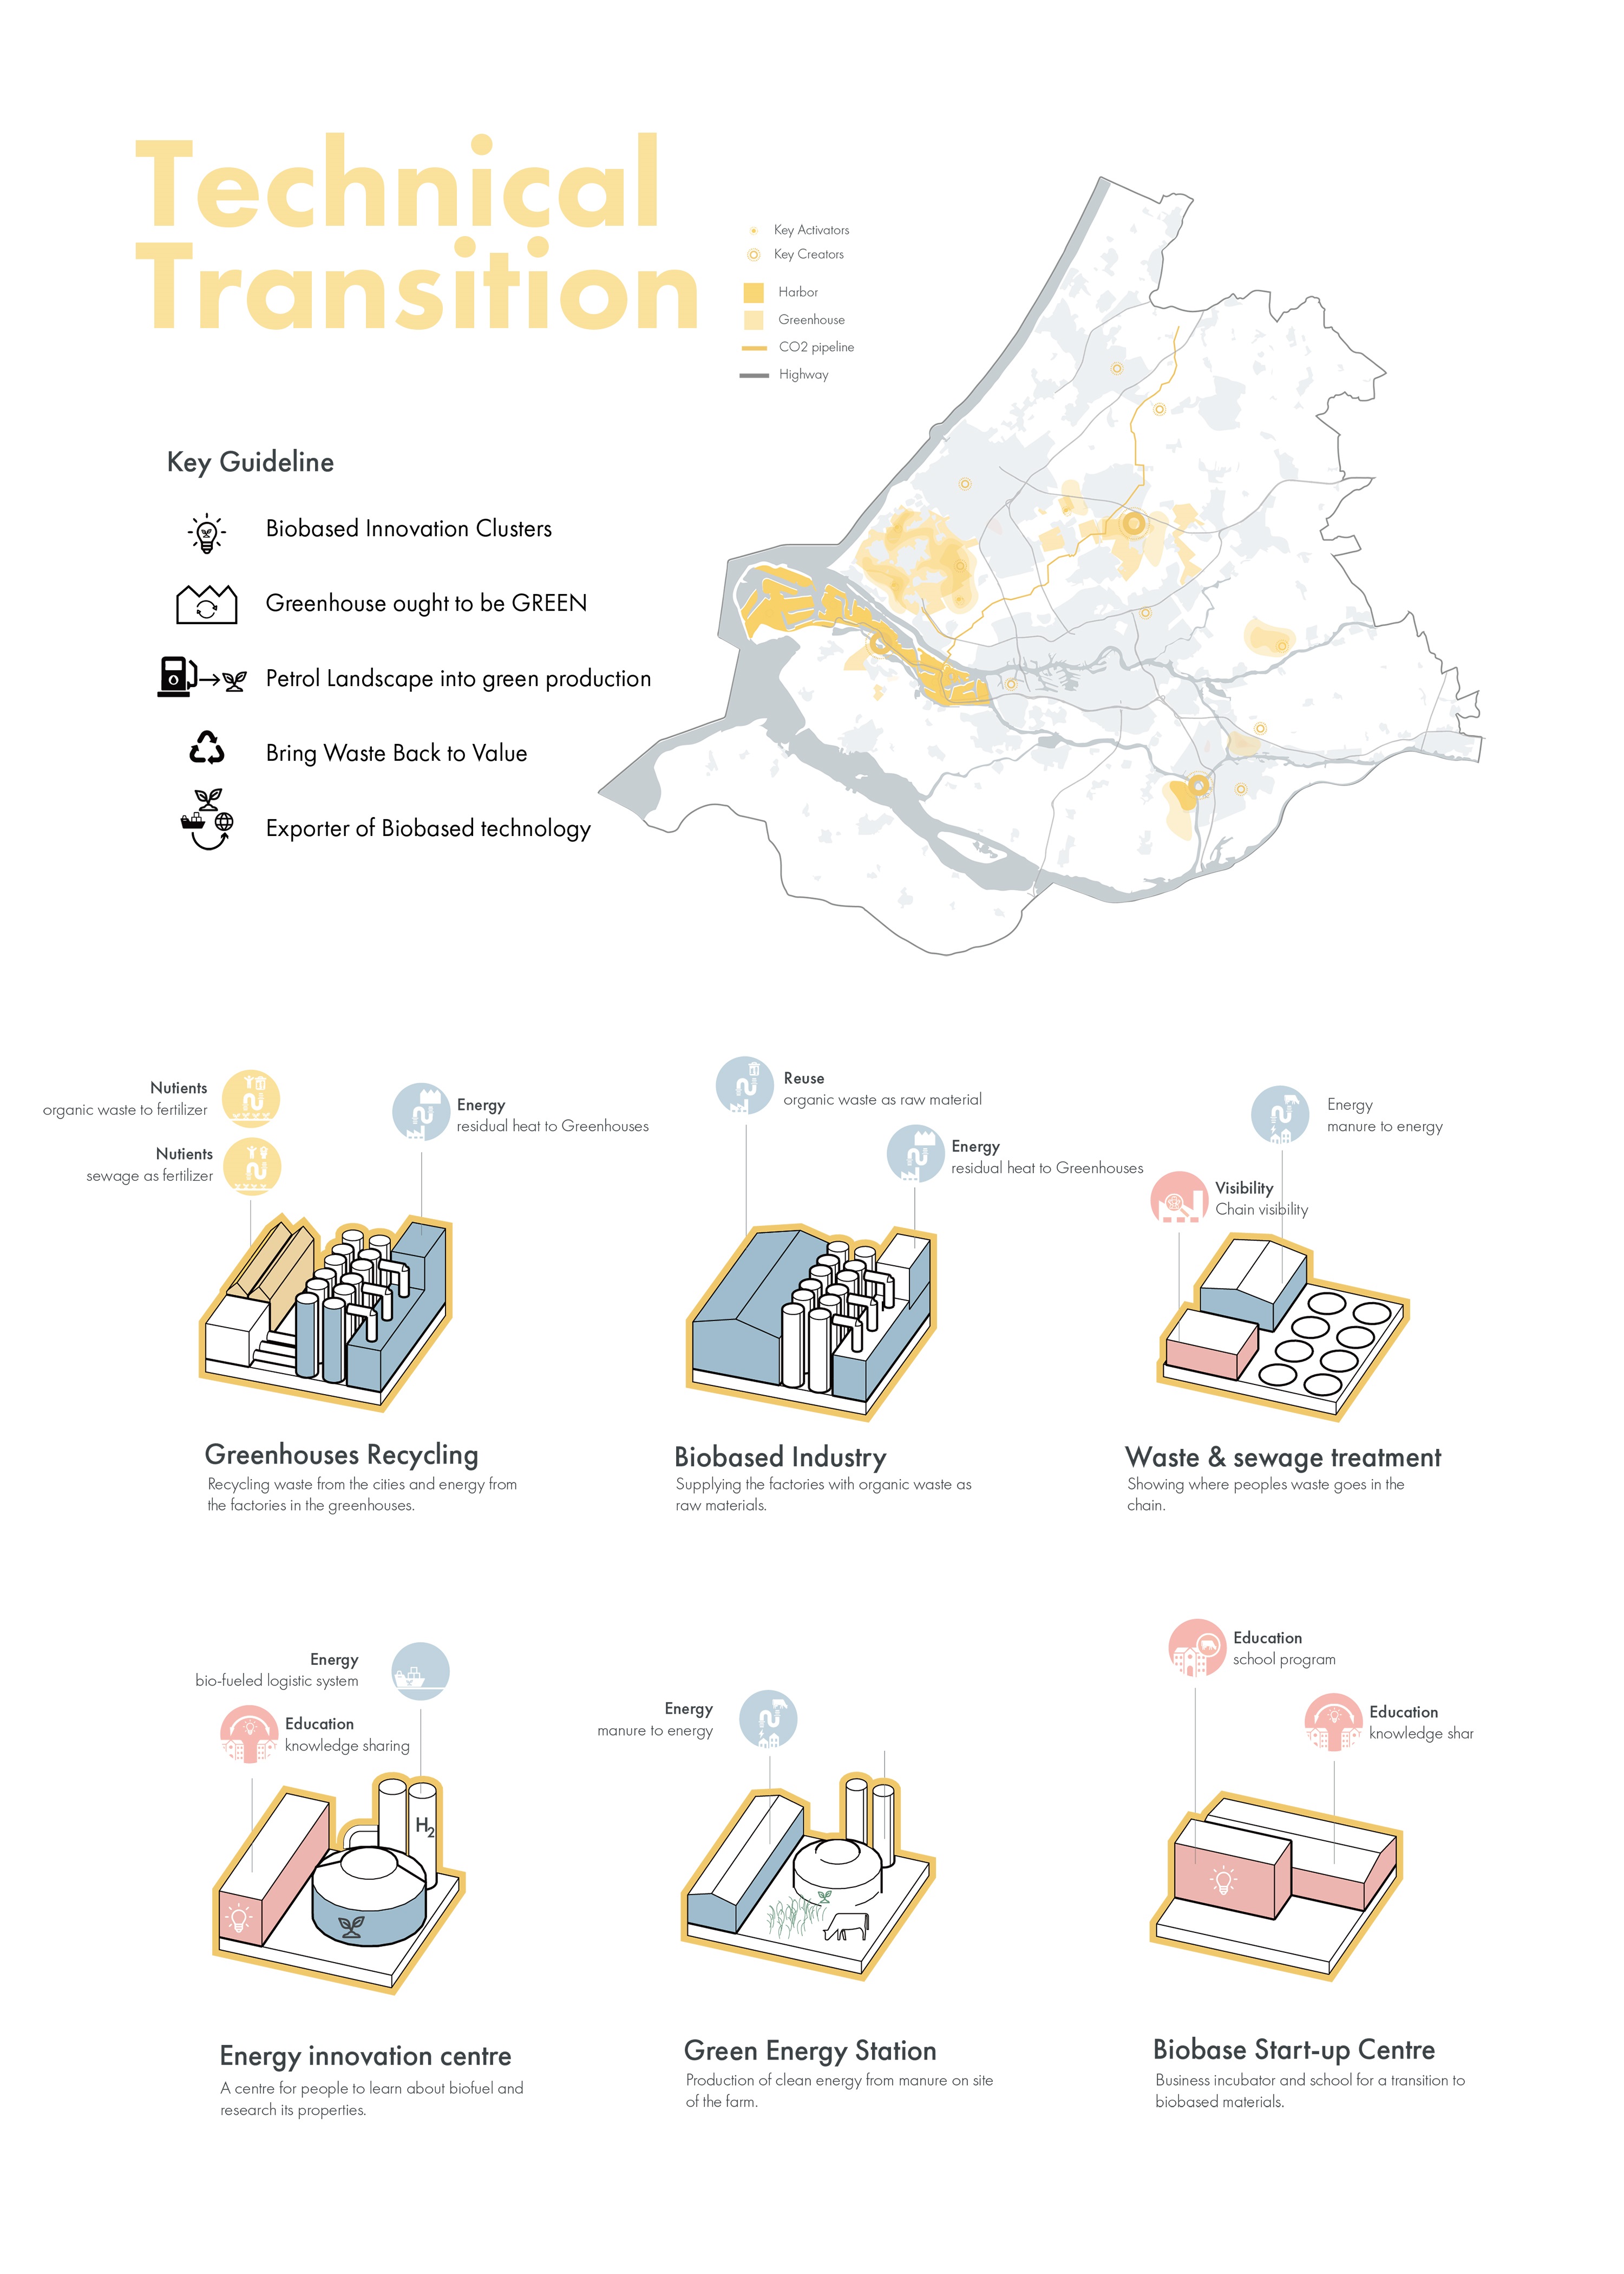 Technical
Transition
Key Activators
Key Creators
Harbor
Greenhouse
CO2 pipeline
Highway
Key Guideline
Biobased Innovation Clusters
Greenhouse ought to be GREEN
Petrol Landscape into green production
Bring Waste Back to Value
Exporter of Biobased technology
Nutients
organic waste to fertilizer
Nutients
sewage as fertilizer
Energy
residual heat to Greenhouses
Reuse
organic waste as raw material
Energy
residual heat to Greenhouses
Energy
manure to energy
Visibility
Chain visibility
Greenhouses Recycling
Recycling waste from the cities and energy from
the factories in the greenhouses.
Biobased Industry
Supplying the factories with organic waste as
raw materials.
Waste & sewage treatment
Showing where peoples waste goes in the
chain.
Energy
bio-fueled logistic system
Education
knowledge sharing
H2
Energy
manure to energy
Education
school program
Education
knowledge shar
Energy innovation centre
A centre for people to learn about biofuel and
research its properties.
Green Energy Station
Production of clean energy from manure on site
of the farm.
Biobase Start-up Centre
Business incubator and school for a transition to
biobased materials.